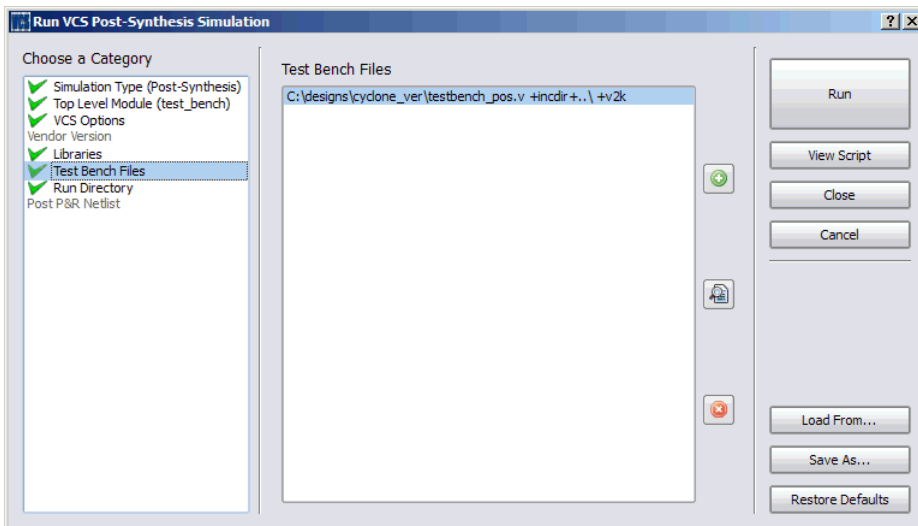 Run VCS Post-Synthesis Simulation
Choose a Category
Simulation Type (Post-Synthesis)
Top Level Module (test_bench)
VCS Options
Vendor Version
Libraries
Test Bench Files
Run Directory
Post P&R Netlist
Test Bench Files
C:\designs\cyclone_ver\testbench_pos.v +incdir+..\ +v2k
Run
View Script
Close
Cancel
Load From...
Save As...
Restore Defaults